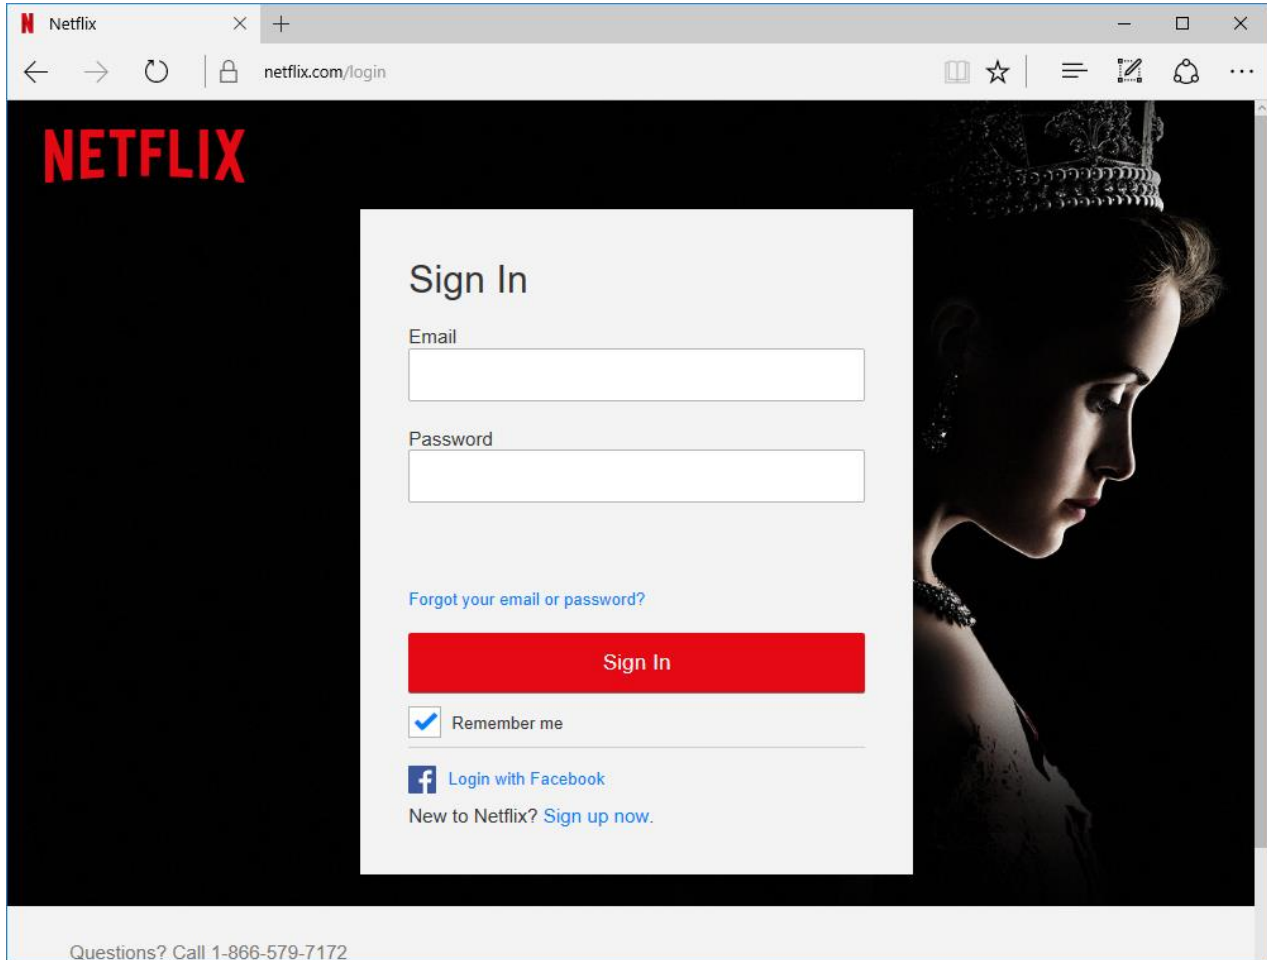 Netflix
netflix.com/login
NETFLIX
Sign In
Email
Password
Forgot your email or password?
Sign In
Remember me
Login with Facebook
New to Netflix? Sign up now.
Questions? Call 1-866-579-7172